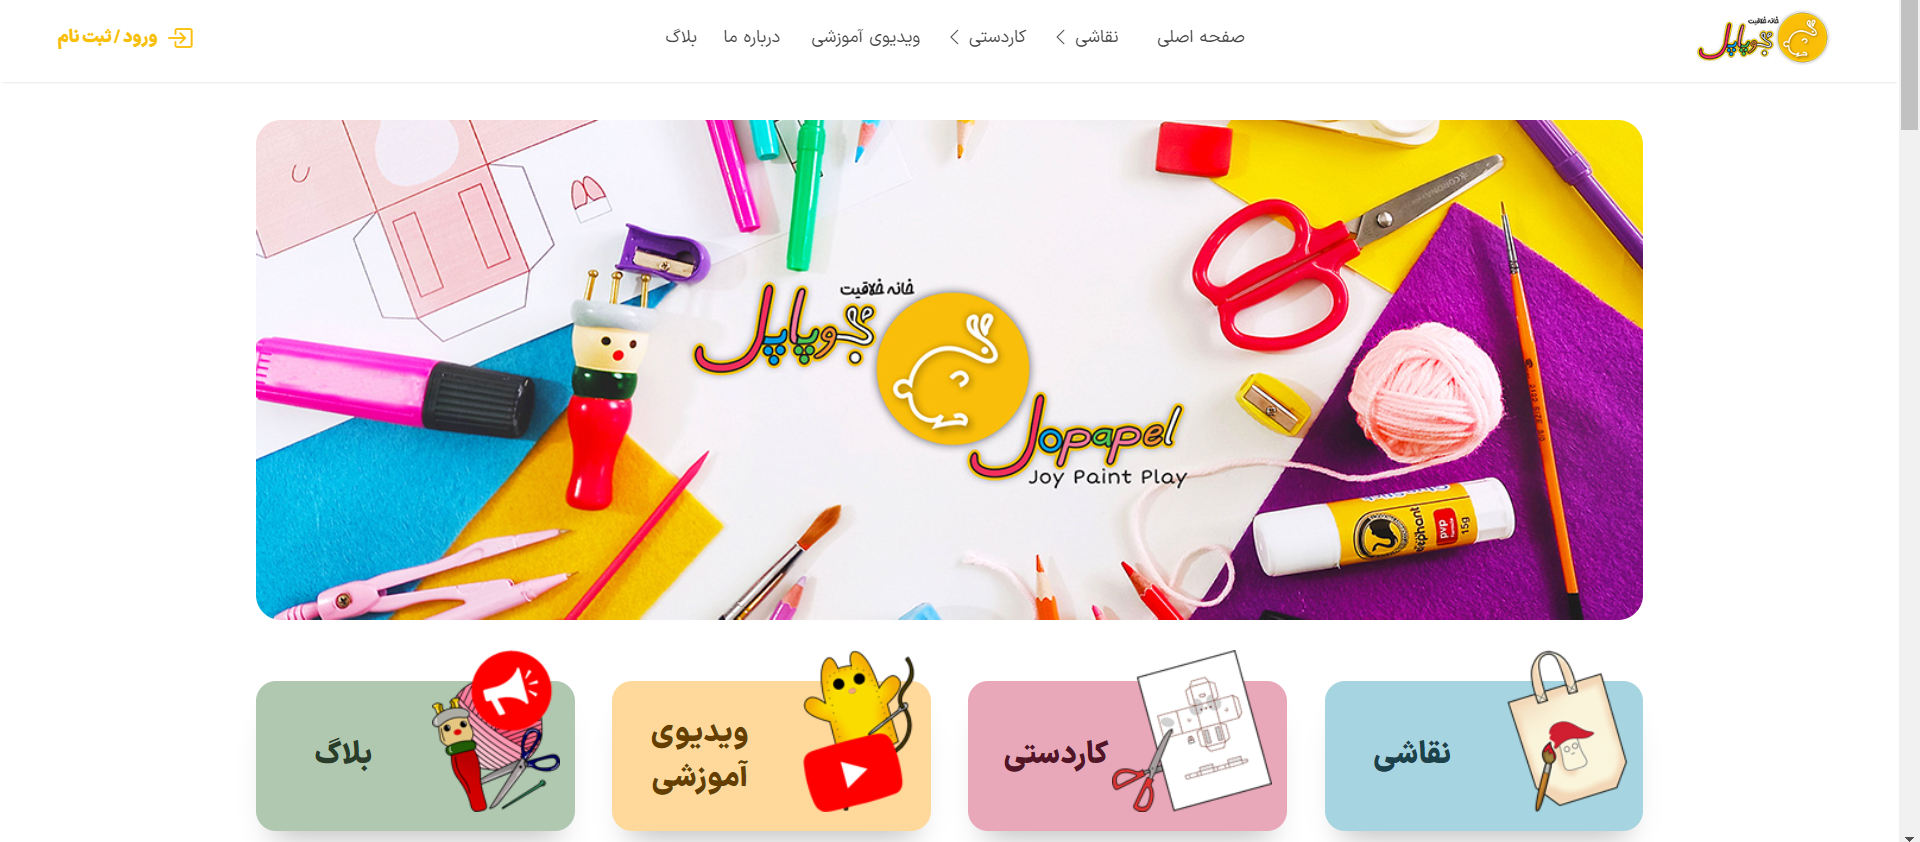 خانه خلاقیت
جوپاپل
صفحه اصلی
نقاشی
کاردستی
ویدیوی آموزشی
درباره ما
بلاگ
ورود / ثبت نام
خانه خلاقیت
جوپاپل
Jopapel
Joy Paint Play
elephant
pvp
15g
نقاشی
کاردستی
ویدیوی
آموزشی
بلاگ